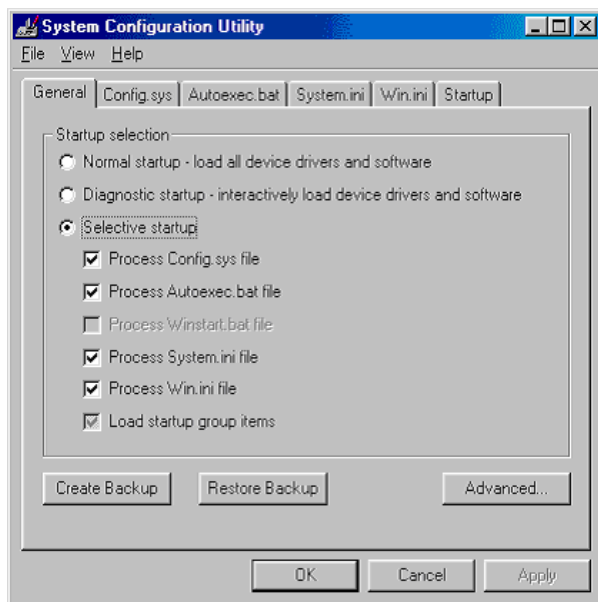 System Configuration Utility
File View Help
General Config.sys Autoexec.bat System.ini Win.ini Startup
Startup selection
Normal startup - load all device drivers and software
Diagnostic startup - interactively load device drivers and software
Selective startup
Process Config.sys file
Process Autoexec.bat file
Process Winstart.bat file
Process System.ini file
Process Win.ini file
Load startup group items
Create Backup Restore Backup Advanced...
OK Cancel Apply